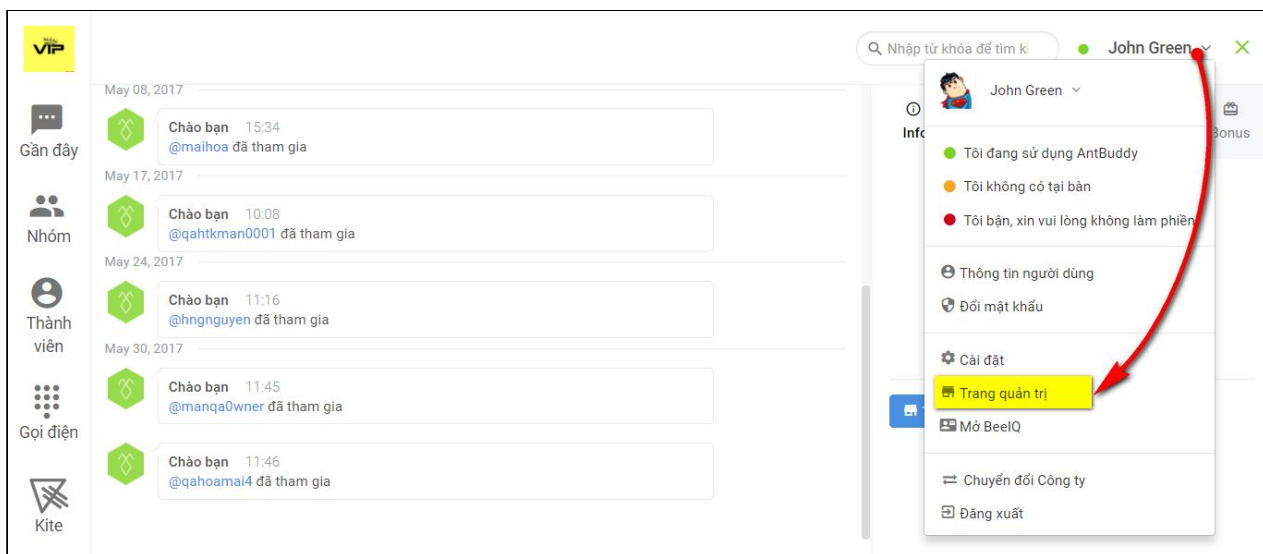 VIP
Nhập từ khóa để tìm ki
John Green
Gần đây
Nhóm
Thành
viên
Gọi điện
Kite
May 08, 2017
Chào bạn 15:34
@maihoa đã tham gia
May 17, 2017
Chào bạn 10:08
@qahtkman0001 đã tham gia
May 24, 2017
Chào bạn 11:16
@hngnguyen đã tham gia
May 30, 2017
Chào bạn 11:45
@manqa0wner đã tham gia
Chào bạn 11:46
@qahoamai4 đã tham gia
Info
Bonus
John Green
Tôi đang sử dụng AntBuddy
Tôi không có tại bàn
Tôi bận, xin vui lòng không làm phiền
Thông tin người dùng
Đổi mật khẩu
Cài đặt
Trang quản trị
Mở BeeIQ
Chuyển đổi Công ty
Đăng xuất